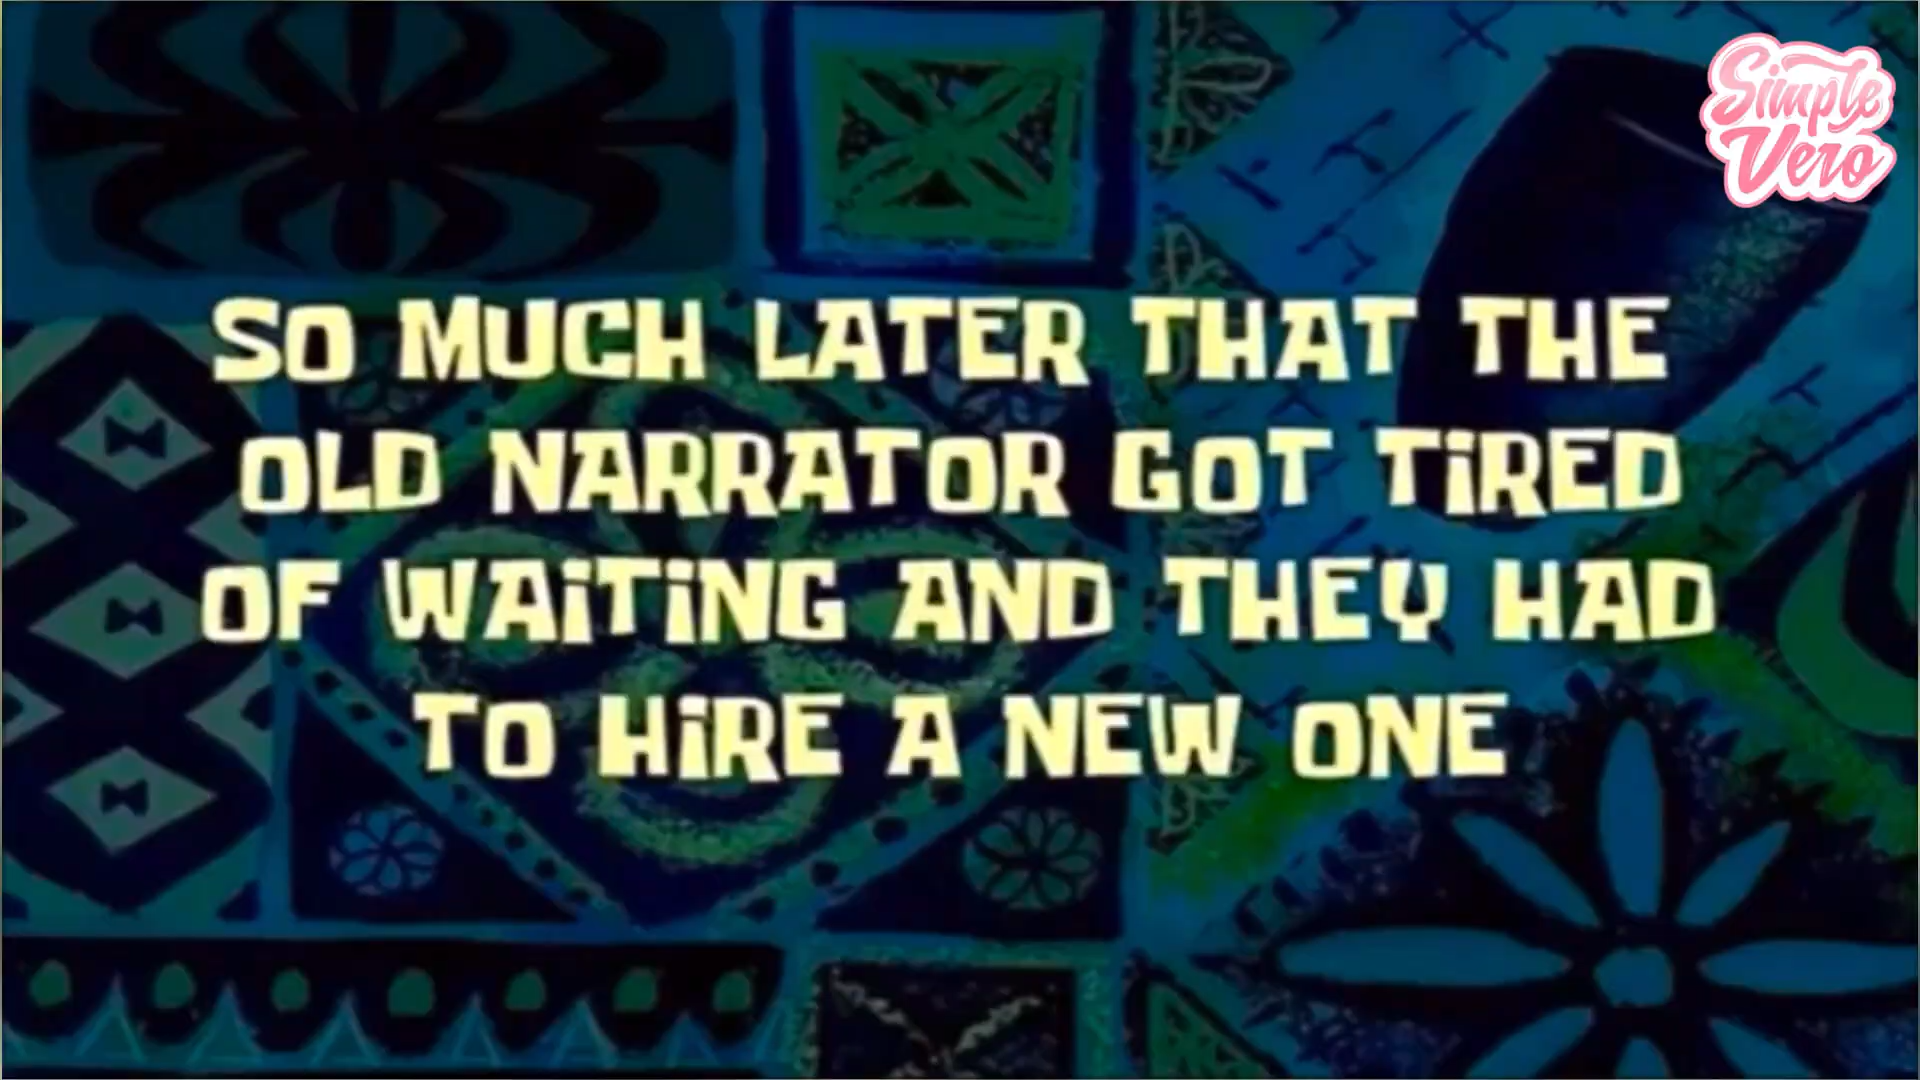 Simple
Vero
SO MUCH LATER THAT THE
OLD NARRATOR GOT TiRED
OF WAiTiNG AND THEY HAD
TO HiRE A NEW ONE